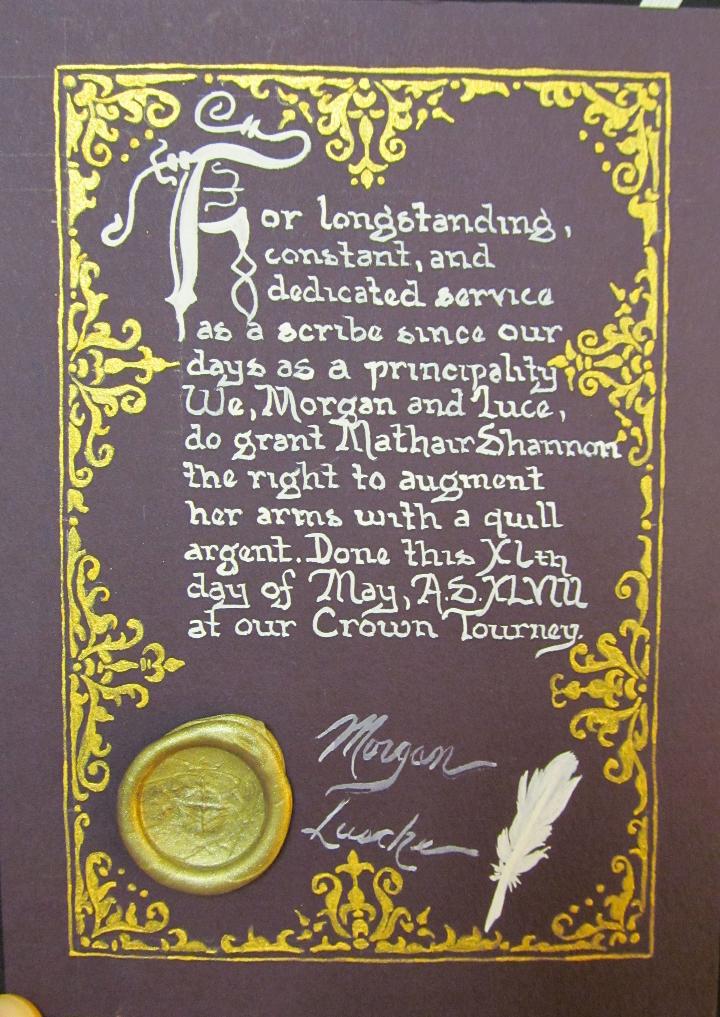 For longstanding,
constant, and
dedicated service
as a scribe since our
days as a principality
We, Morgan and Luce,
do grant Mathair Shannon
the right to augment
her arms with a quill
argent. Done this XLth
day of May, A.S. XLVIII
at our Crown Tourney.
Morgan